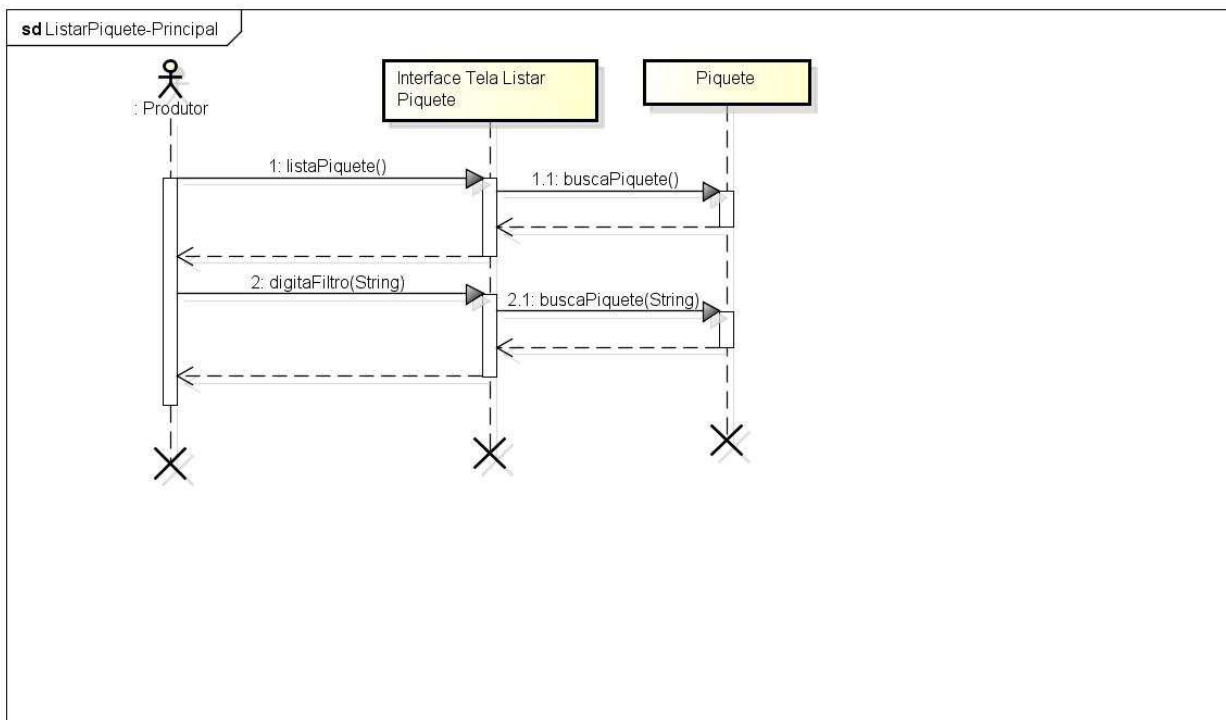 sd ListarPiquete-Principal
: Produtor
Interface Tela Listar
Piquete
Piquete
1: listaPiquete()
1.1: buscaPiquete()
2: digitaFiltro(String)
2.1: buscaPiquete(String)